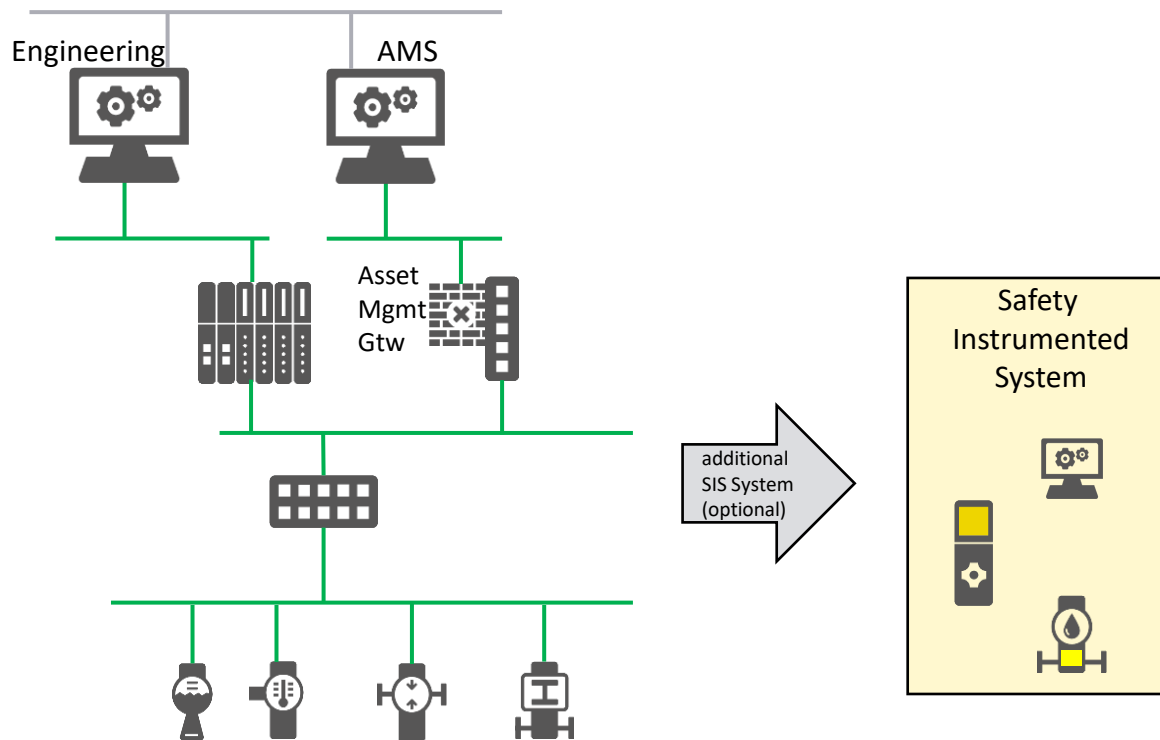 Engineering
AMS
Asset
Mgmt
Gtw
additional
SIS System
(optional)
Safety
Instrumented
System